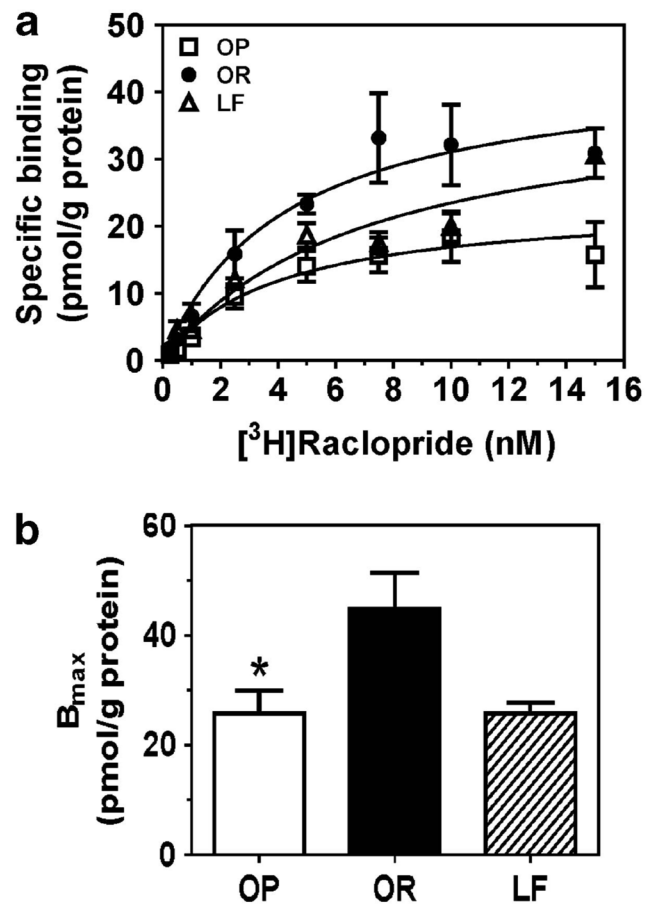 a
Specific binding
(pmol/g protein)
50
40
30
20
10
0
OP
OR
LF
0 2 4 6 8 10 12 14 16
[³H]Raclopride (nM)
b
Bmax
(pmol/g protein)
60
40
20
0
*
OP OR LF